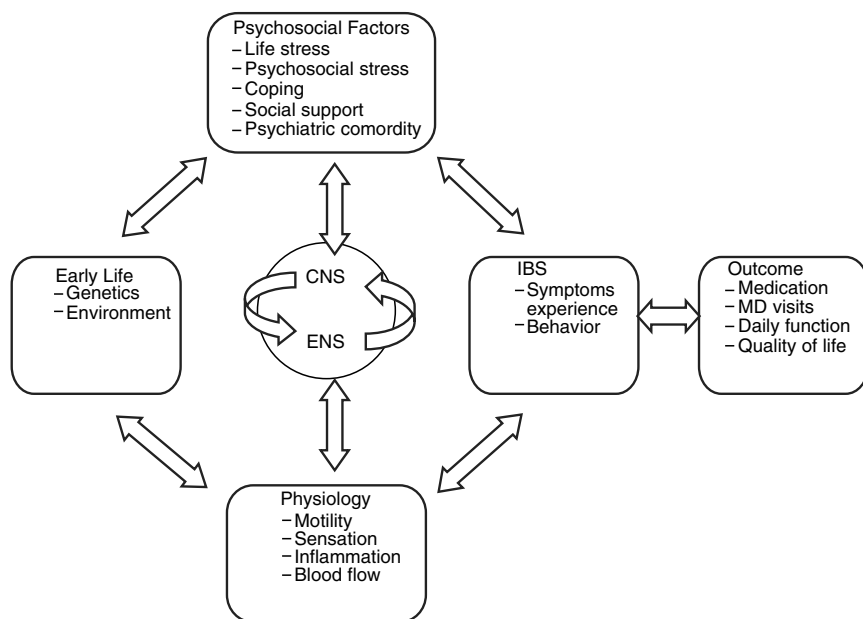 Psychosocial Factors
– Life stress
– Psychosocial stress
– Coping
– Social support
– Psychiatric comordity
Early Life
– Genetics
– Environment
CNS
ENS
IBS
– Symptoms
experience
– Behavior
Outcome
– Medication
– MD visits
– Daily function
– Quality of life
Physiology
– Motility
– Sensation
– Inflammation
– Blood flow